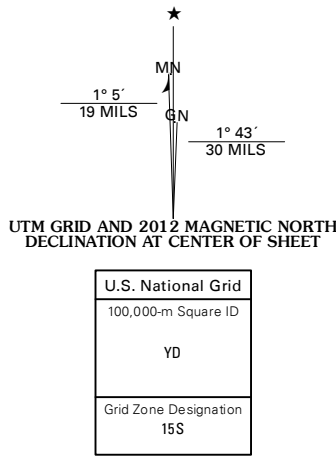 ★
MN
1° 5´
19 MILS
GN
1° 43´
30 MILS
UTM GRID AND 2012 MAGNETIC NORTH
DECLINATION AT CENTER OF SHEET
U.S. National Grid
100,000-m Square ID
YD
Grid Zone Designation
15S